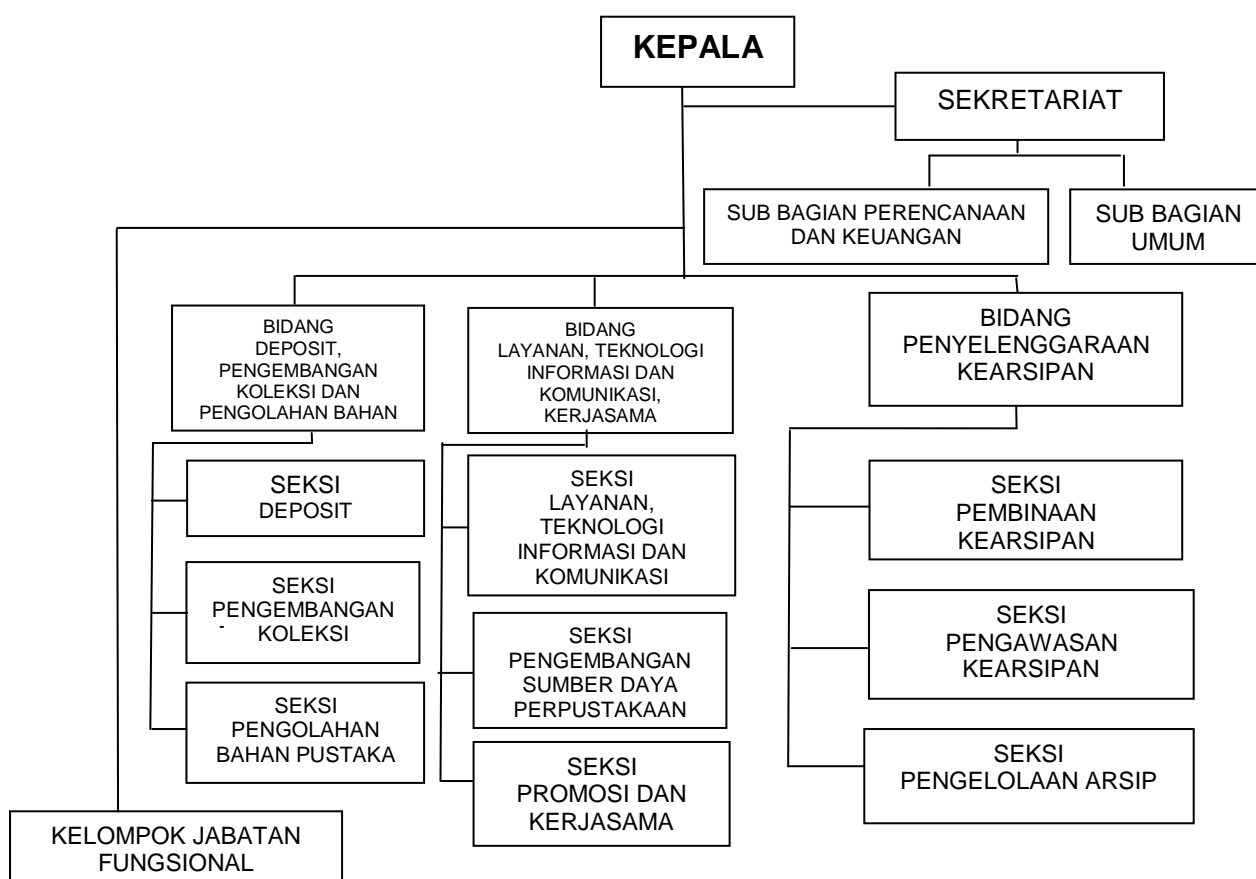 KEPALA
SEKRETARIAT
SUB BAGIAN PERENCANAAN
DAN KEUANGAN
SUB BAGIAN
UMUM
BIDANG
DEPOSIT,
PENGEMBANGAN
KOLEKSI DAN
PENGOLAHAN BAHAN
BIDANG
LAYANAN, TEKNOLOGI
INFORMASI DAN
KOMUNIKASI,
KERJASAMA
BIDANG
PENYELENGGARAAN
KEARSIPAN
SEKSI
DEPOSIT
SEKSI
PENGEMBANGAN
KOLEKSI
SEKSI
PENGOLAHAN
BAHAN PUSTAKA
SEKSI
LAYANAN,
TEKNOLOGI
INFORMASI DAN
KOMUNIKASI
SEKSI
PENGEMBANGAN
SUMBER DAYA
PERPUSTAKAAN
SEKSI
PROMOSI DAN
KERJASAMA
SEKSI
PEMBINAAN
KEARSIPAN
SEKSI
PENGAWASAN
KEARSIPAN
SEKSI
PENGELOLAAN ARSIP
KELOMPOK JABATAN
FUNGSIONAL